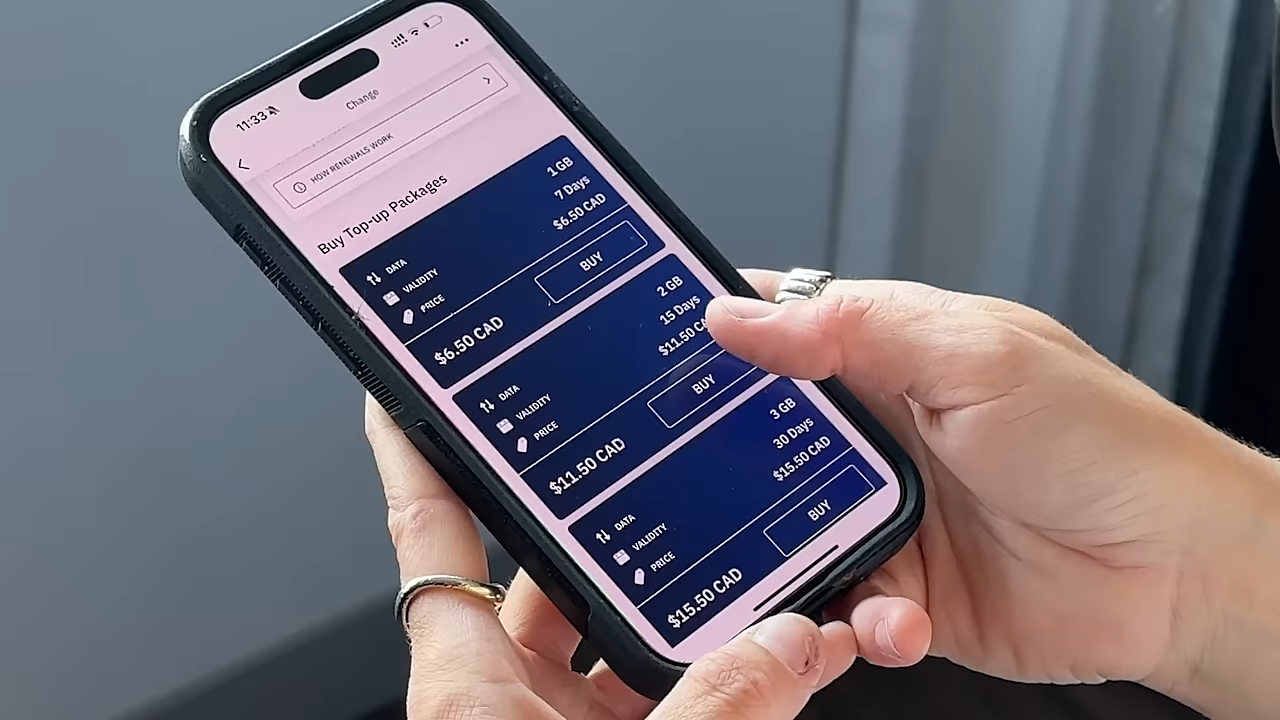 11:33
Change
HOW RENEWALS WORK
Buy Top-up Packages
DATA 1 GB
VALIDITY 7 Days
PRICE $6.50 CAD
$6.50 CAD BUY
DATA 2 GB
VALIDITY 15 Days
PRICE $11.50 CA
$11.50 CAD BUY
DATA 3 GB
VALIDITY 30 Days
PRICE $15.50 CAD
$15.50 CAD BUY